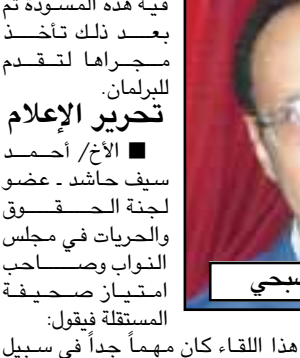 فيه هذه المسودة ثم
بعد ذلك تأخذ
مجراها لتقدم
للبرلمان.
تحرير الإعلام
■ الأخ/ أحمد
سيف حاشد ـ عضو
لجنة الحقوق
والحريات في مجلس
النواب وصاحب
امتياز صحيفة
المستقلة فيقول:
هذا اللقاء كان مهماً جداً في سبيل
سبحي